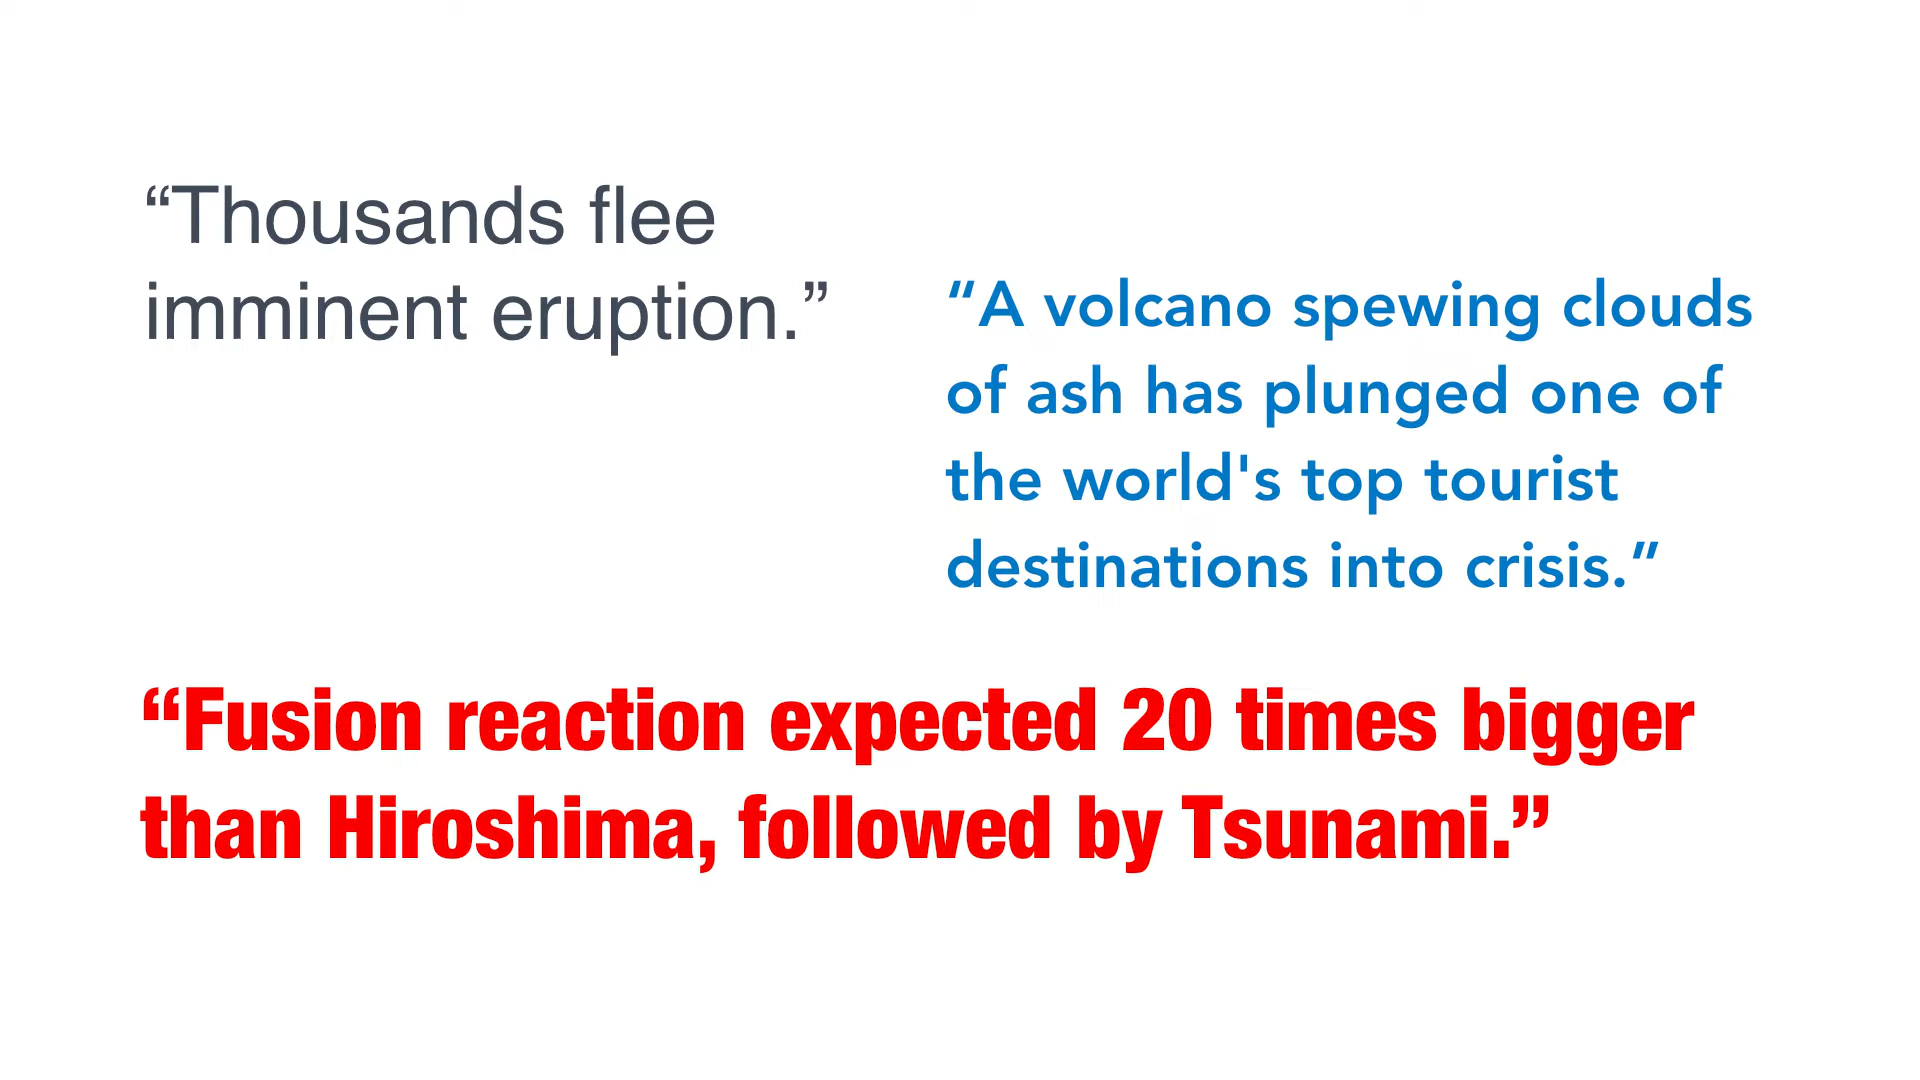 “Thousands flee
imminent eruption.”
“A volcano spewing clouds
of ash has plunged one of
the world's top tourist
destinations into crisis.”
“Fusion reaction expected 20 times bigger
than Hiroshima, followed by Tsunami.”